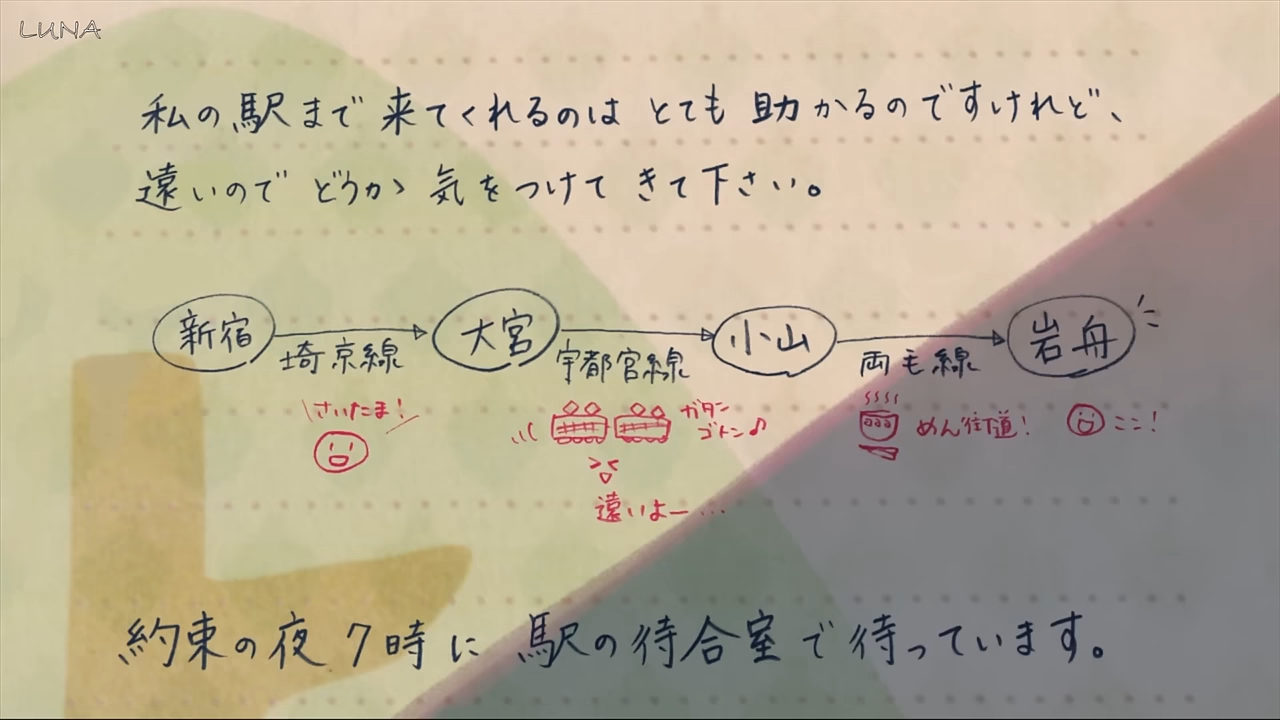 LUNA
私の駅まで来てくれるのはとても助かるのですけれど、
遠いのでどうか気をつけてきて下さい。
新宿 大宮 小山 岩舟
埼京線 宇都宮線 両毛線
さいたま! ガタン
ゴトン♪ めん街道! ここ!
遠いよー…
約束の夜7時に駅の待合室で待っています。